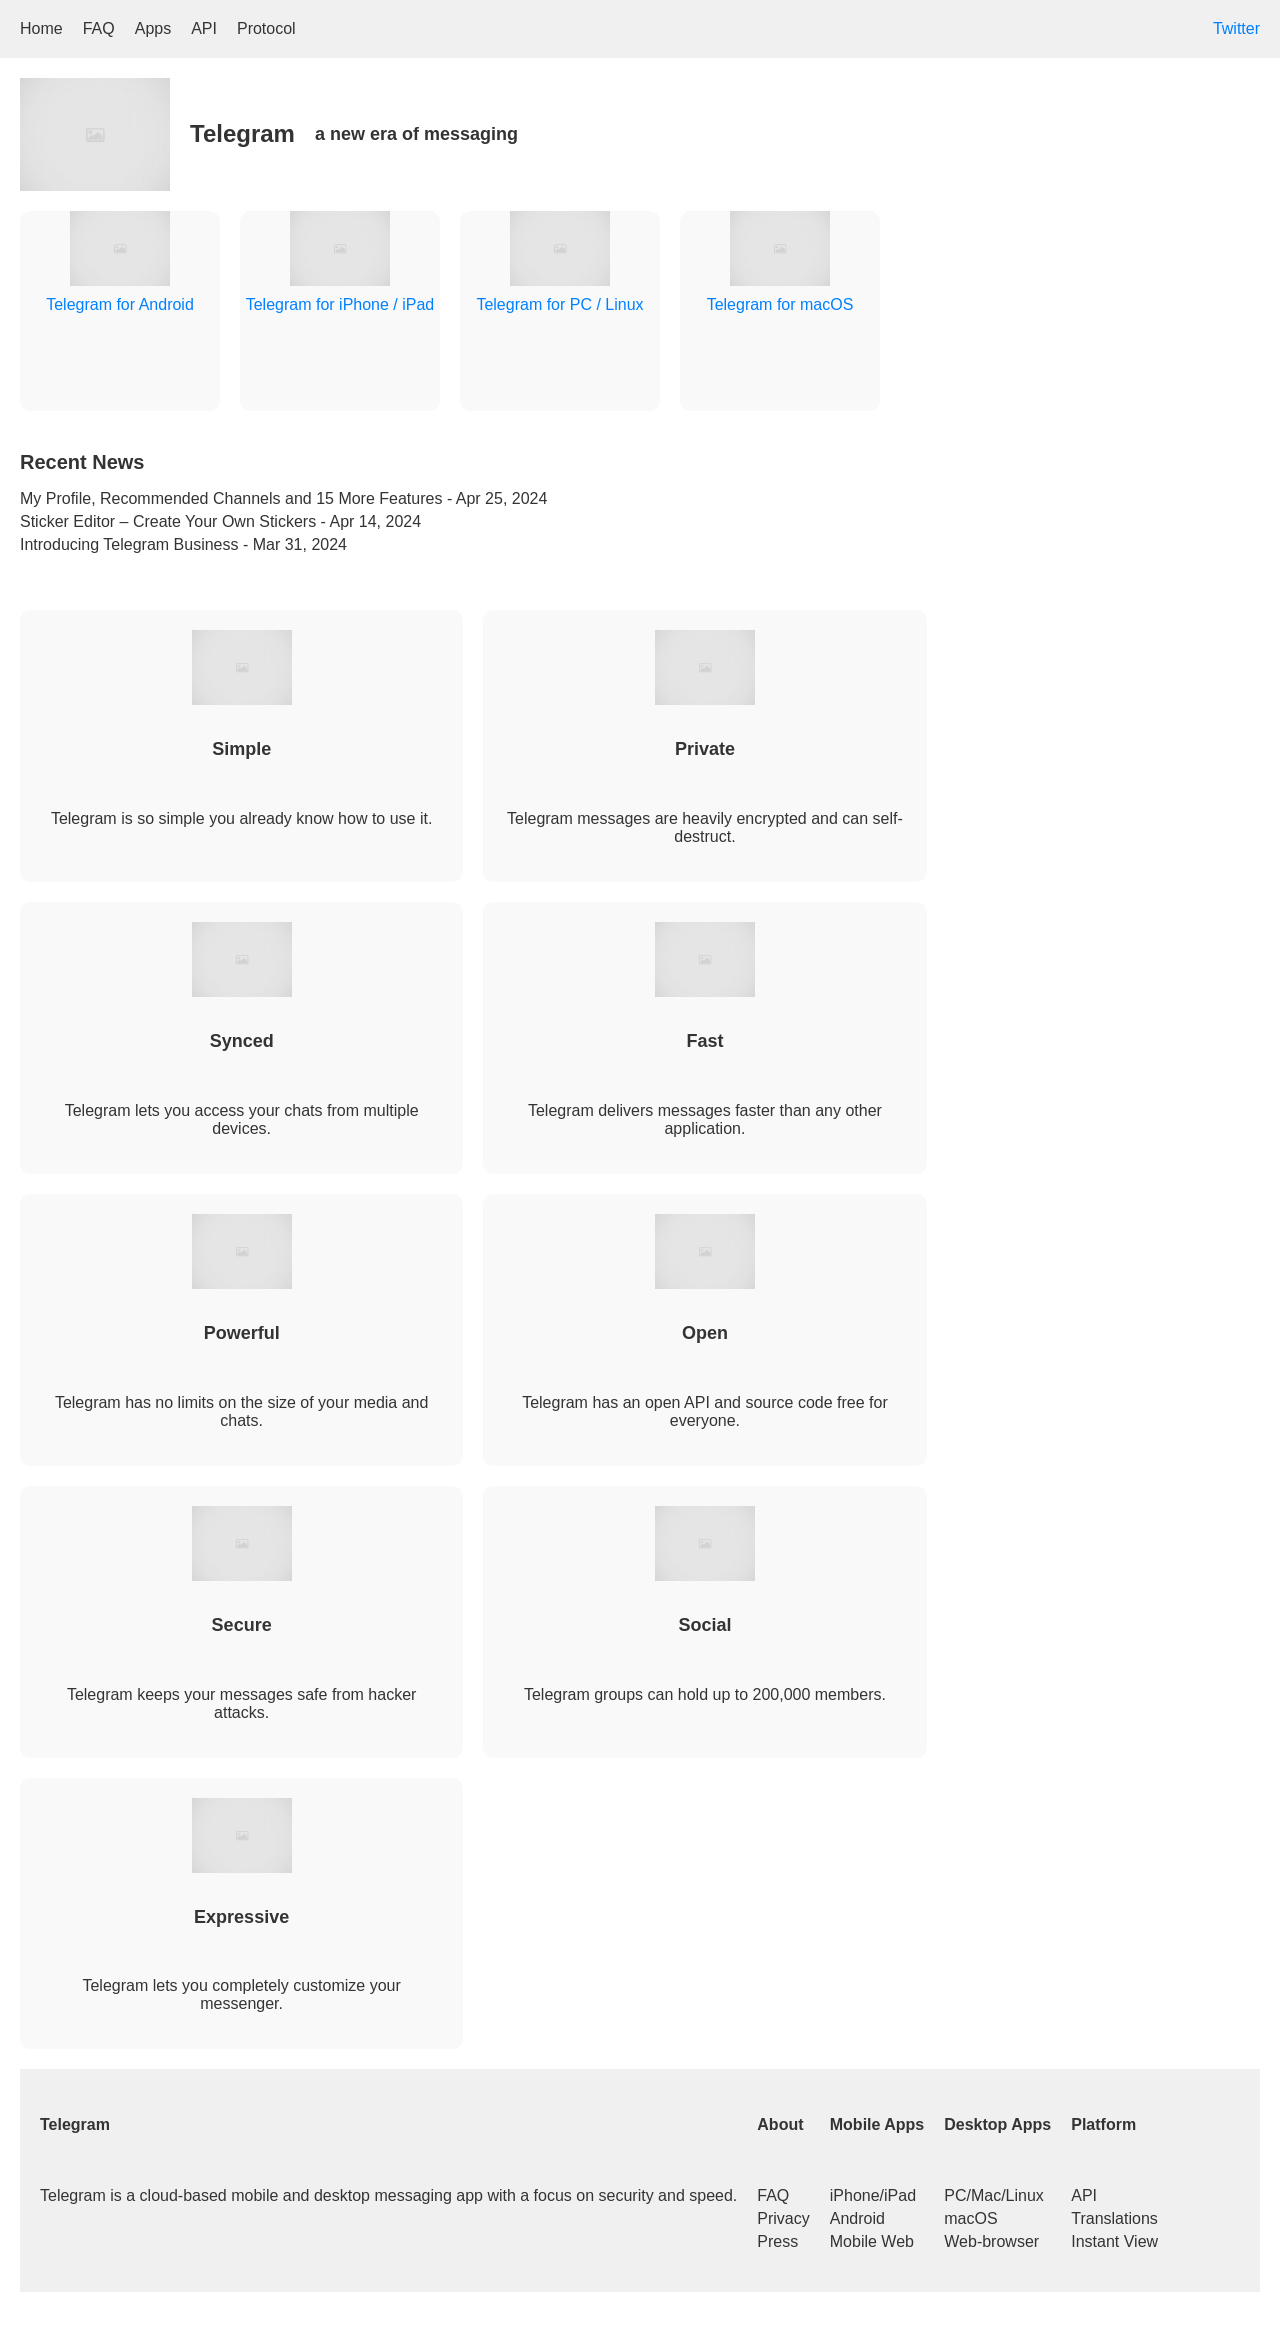 Home FAQ Apps API Protocol Twitter
Telegram a new era of messaging
Telegram for Android Telegram for iPhone / iPad Telegram for PC / Linux Telegram for macOS
Recent News
My Profile, Recommended Channels and 15 More Features - Apr 25, 2024
Sticker Editor – Create Your Own Stickers - Apr 14, 2024
Introducing Telegram Business - Mar 31, 2024
Simple
Telegram is so simple you already know how to use it.
Private
Telegram messages are heavily encrypted and can self-
destruct.
Synced
Telegram lets you access your chats from multiple
devices.
Fast
Telegram delivers messages faster than any other
application.
Powerful
Telegram has no limits on the size of your media and
chats.
Open
Telegram has an open API and source code free for
everyone.
Secure
Telegram keeps your messages safe from hacker
attacks.
Social
Telegram groups can hold up to 200,000 members.
Expressive
Telegram lets you completely customize your
messenger.
Telegram
Telegram is a cloud-based mobile and desktop messaging app with a focus on security and speed.
About
FAQ
Privacy
Press
Mobile Apps
iPhone/iPad
Android
Mobile Web
Desktop Apps
PC/Mac/Linux
macOS
Web-browser
Platform
API
Translations
Instant View